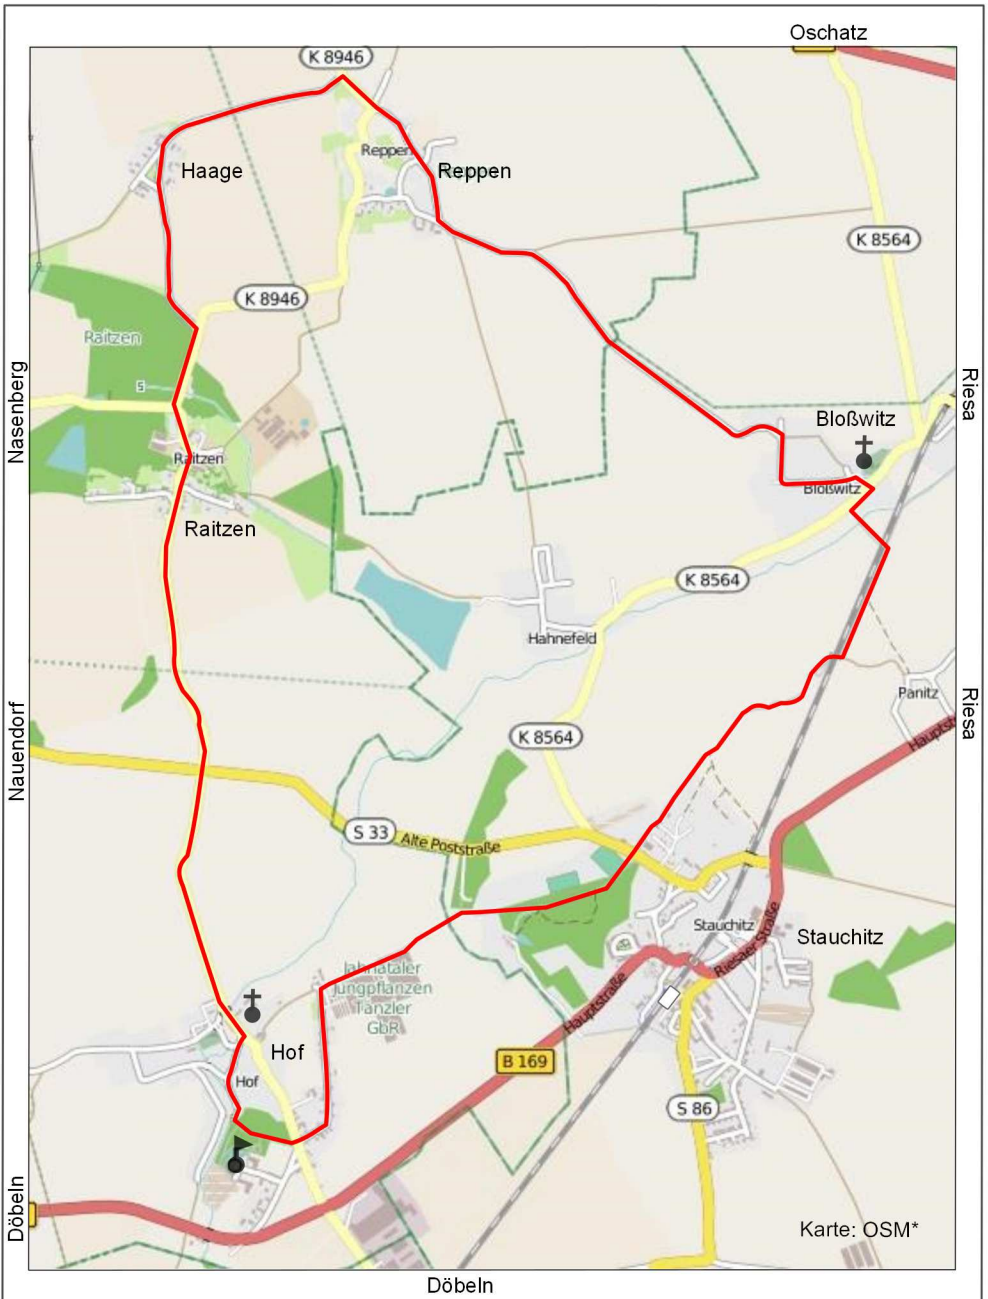 Oschatz
K 8946
Reppen
Haage
Reppen
K 8564
K 8946
Raitzen
Nasenberg
Riesa
Bloßwitz
Raitzen
Bloßwitz
Raitzen
K 8564
Hahnefeld
Panitz
Nauendorf
Riesa
K 8564
S 33
Alte Poststraße
Stauchitz
Stauchitz
Riesaer Straße
Jahnataler
Jungpflanzen
Tänzler
GbR
Hauptstraße
Hof
B 169
Hof
S 86
Döbeln
Karte: OSM*
Döbeln